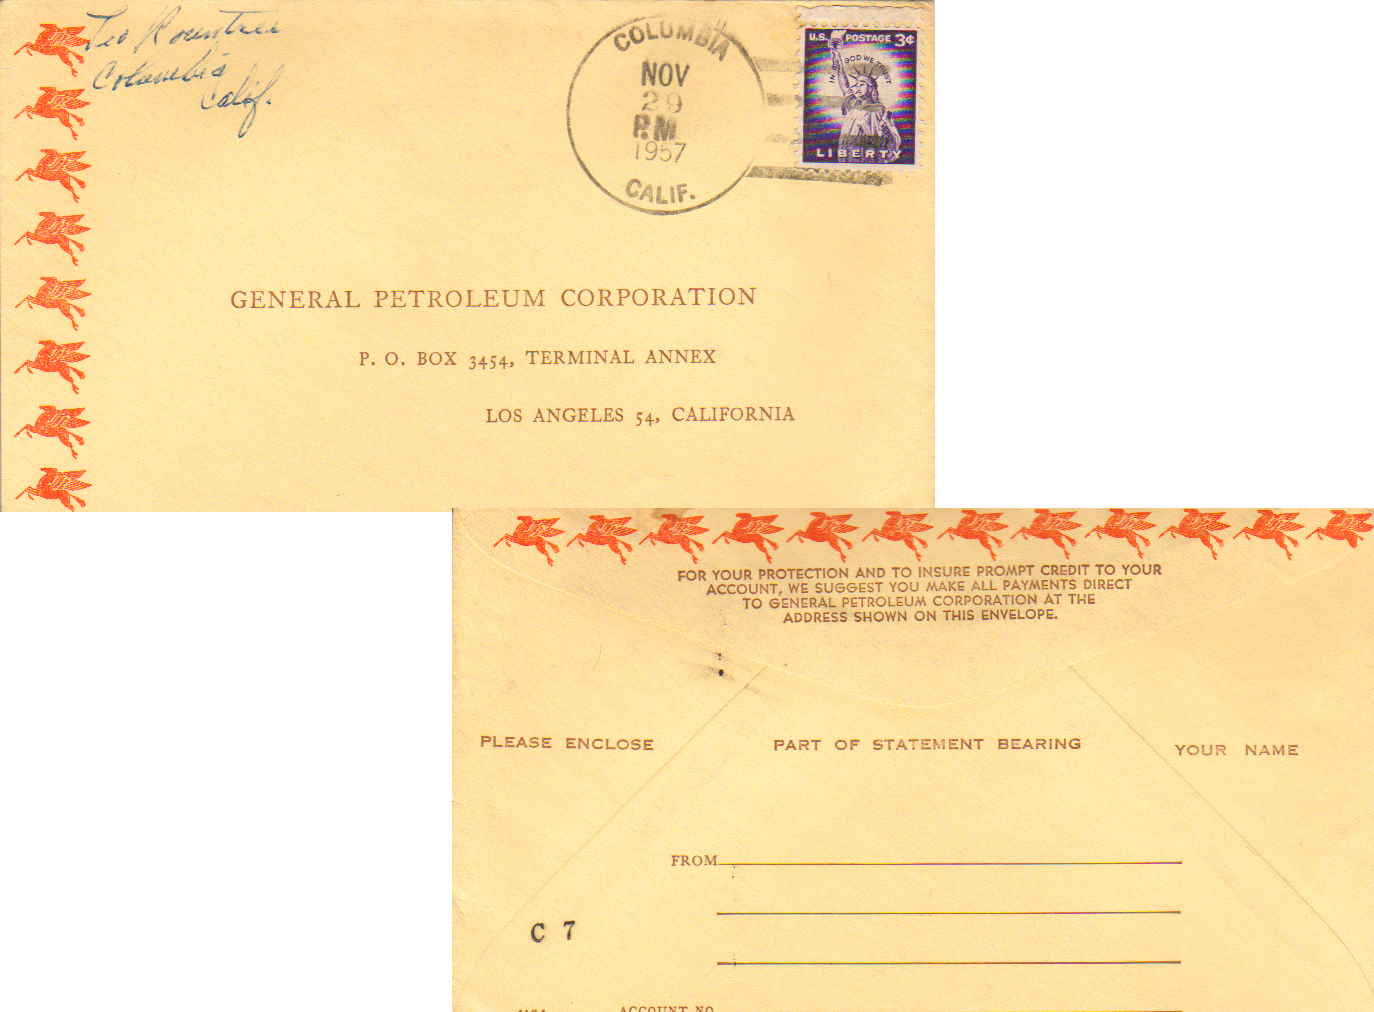 Leo Rowntree
Columbia
Calif.
COLUMBIA
NOV
29
P.M
1957
CALIF.
U.S. POSTAGE 3¢
IN GOD WE TRUST
LIBERTY
GENERAL PETROLEUM CORPORATION
P. O. BOX 3454, TERMINAL ANNEX
LOS ANGELES 54, CALIFORNIA
FOR YOUR PROTECTION AND TO INSURE PROMPT CREDIT TO YOUR
ACCOUNT, WE SUGGEST YOU MAKE ALL PAYMENTS DIRECT
TO GENERAL PETROLEUM CORPORATION AT THE
ADDRESS SHOWN ON THIS ENVELOPE.
PLEASE ENCLOSE PART OF STATEMENT BEARING YOUR NAME
FROM
C 7
ACCOUNT NO.